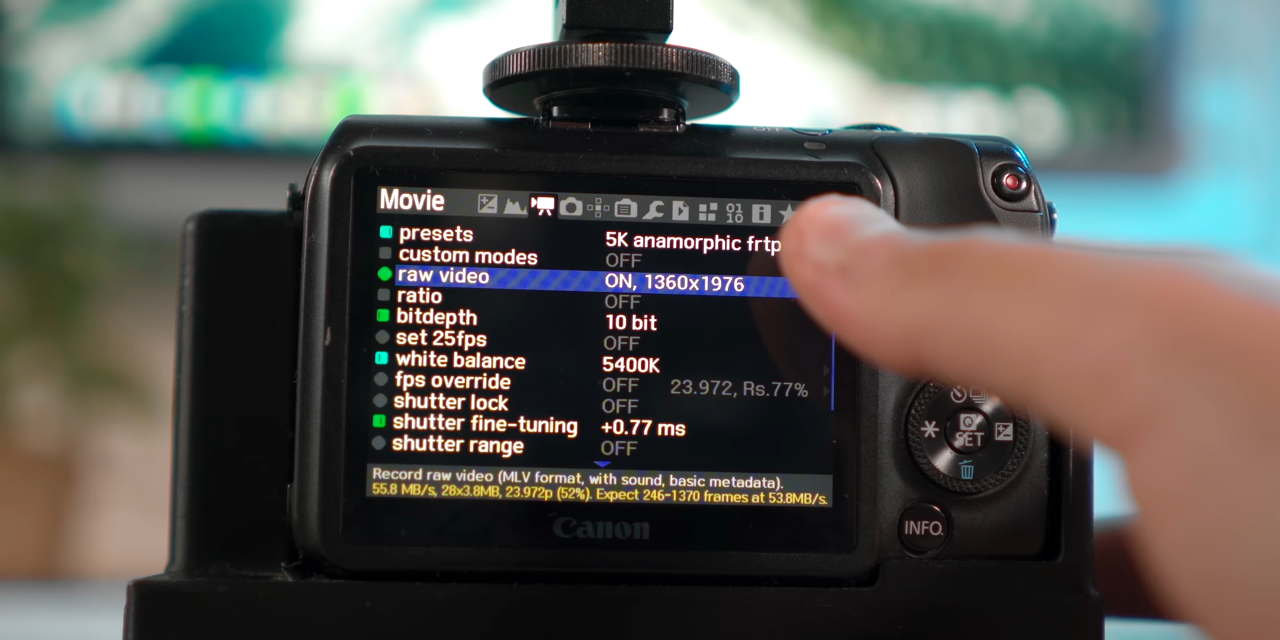 Movie
presets 5K anamorphic frtp
custom modes OFF
raw video ON, 1360x1976
ratio OFF
bitdepth 10 bit
set 25fps OFF
white balance 5400K
fps override OFF 23.972, Rs.77%
shutter lock OFF
shutter fine-tuning +0.77 ms
shutter range OFF
Record raw video (MLV format, with sound, basic metadata).
55.8 MB/s, 28x3.8MB, 23.972p (52%). Expect 246-1370 frames at 53.8MB/s.
Canon
Q
SET
INFO.